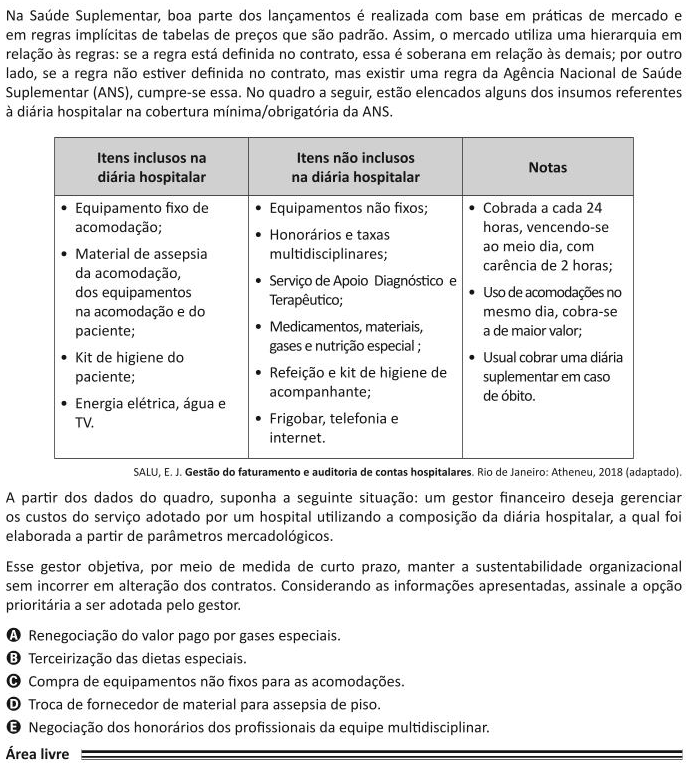 Na Saúde Suplementar, boa parte dos lançamentos é realizada com base em práticas de mercado e
em regras implícitas de tabelas de preços que são padrão. Assim, o mercado utiliza uma hierarquia em
relação às regras: se a regra está definida no contrato, essa é soberana em relação às demais; por outro
lado, se a regra não estiver definida no contrato, mas existir uma regra da Agência Nacional de Saúde
Suplementar (ANS), cumpre-se essa. No quadro a seguir, estão elencados alguns dos insumos referentes
à diária hospitalar na cobertura mínima/obrigatória da ANS.
Itens inclusos na
diária hospitalar
• Equipamento fixo de
acomodação;
• Material de assepsia
da acomodação,
dos equipamentos
na acomodação e do
paciente;
• Kit de higiene do
paciente;
• Energia elétrica, água e
TV.
Itens não inclusos
na diária hospitalar
• Equipamentos não fixos;
• Honorários e taxas
multidisciplinares;
• Serviço de Apoio Diagnóstico e
Terapêutico;
• Medicamentos, materiais,
gases e nutrição especial ;
• Refeição e kit de higiene de
acompanhante;
• Frigobar, telefonia e
internet.
Notas
• Cobrada a cada 24
horas, vencendo-se
ao meio dia, com
carência de 2 horas;
• Uso de acomodações no
mesmo dia, cobra-se
a de maior valor;
• Usual cobrar uma diária
suplementar em caso
de óbito.
SALU, E. J. Gestão do faturamento e auditoria de contas hospitalares. Rio de Janeiro: Atheneu, 2018 (adaptado).
A partir dos dados do quadro, suponha a seguinte situação: um gestor financeiro deseja gerenciar
os custos do serviço adotado por um hospital utilizando a composição da diária hospitalar, a qual foi
elaborada a partir de parâmetros mercadológicos.
Esse gestor objetiva, por meio de medida de curto prazo, manter a sustentabilidade organizacional
sem incorrer em alteração dos contratos. Considerando as informações apresentadas, assinale a opção
prioritária a ser adotada pelo gestor.
A Renegociação do valor pago por gases especiais.
B Terceirização das dietas especiais.
C Compra de equipamentos não fixos para as acomodações.
D Troca de fornecedor de material para assepsia de piso.
E Negociação dos honorários dos profissionais da equipe multidisciplinar.
Área livre